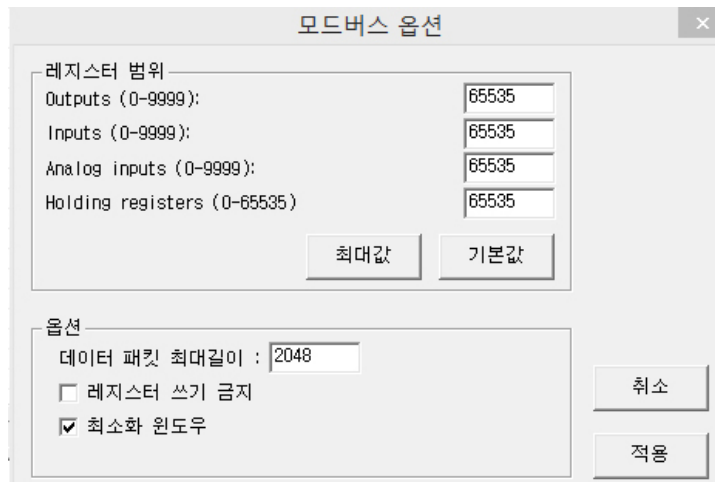 모드버스 옵션
레지스터 범위
Outputs (0-9999): 65535
Inputs (0-9999): 65535
Analog inputs (0-9999): 65535
Holding registers (0-65535) 65535
최대값 기본값
옵션
데이터 패킷 최대길이 : 2048
레지스터 쓰기 금지
최소화 윈도우
취소
적용